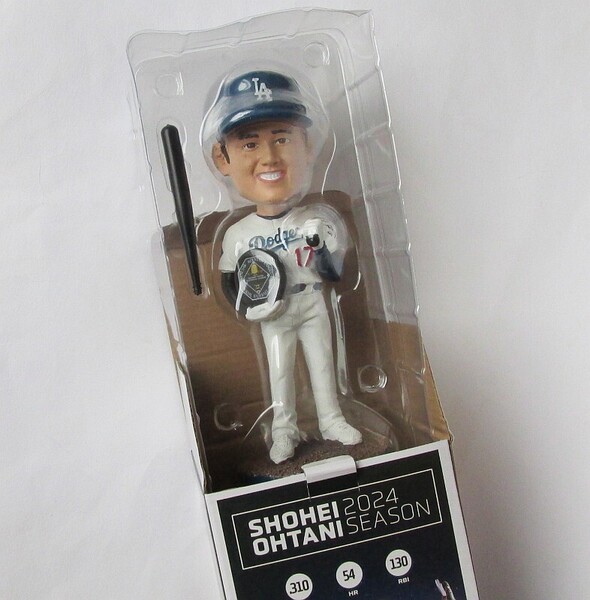 LA
Dodgers
17
SHOHEI 2024
OHTANI SEASON
.310 54 130
HR RBI